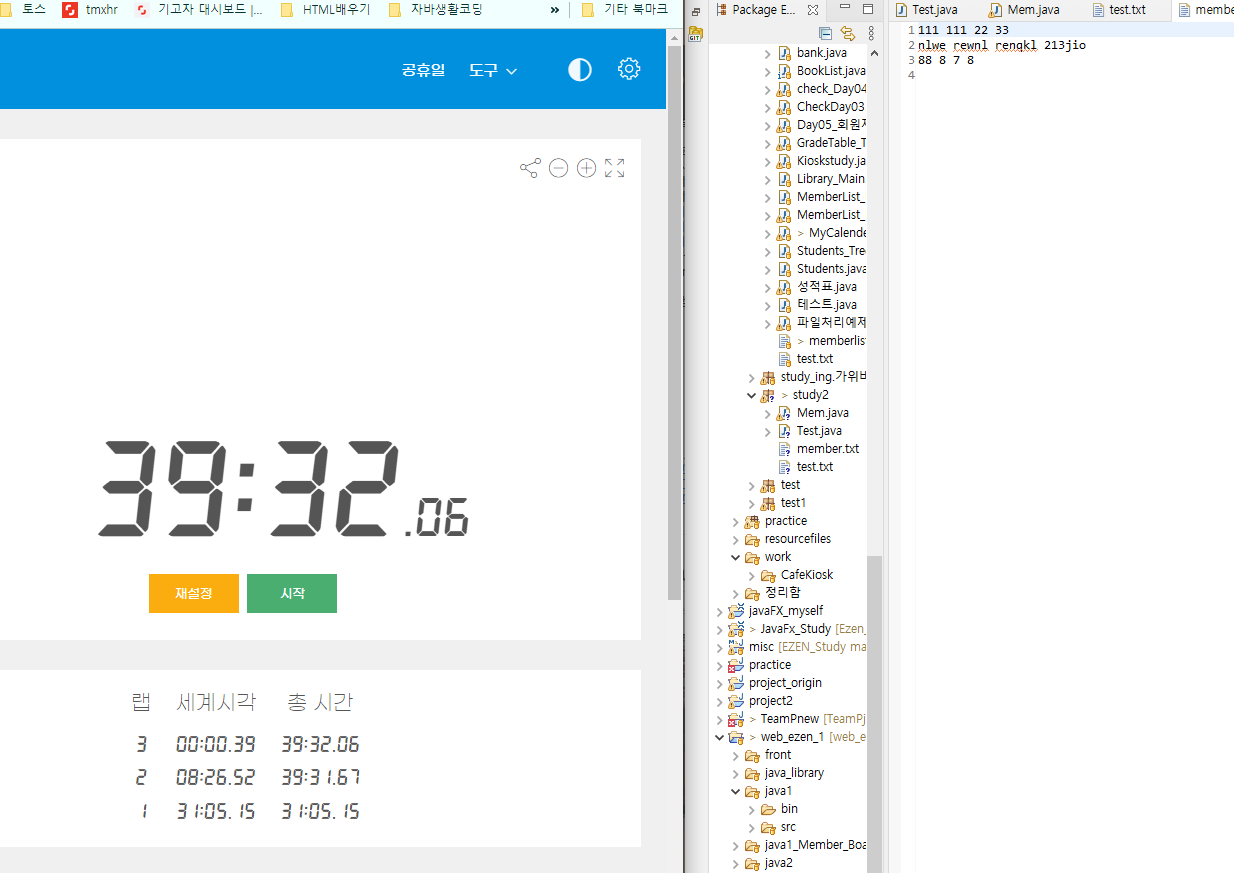 토스 tmxhr 기고자 대시보드 |... HTML배우기 자바생활코딩 » 기타 북마크
공휴일 도구
39:32.06
재설정 시작
랩 세계시각 총 시간
3 00:00.39 39:32.06
2 08:26.52 39:31.67
1 31:05.15 31:05.15
Package E...
GIT
bank.java
BookList.java
check_Day04
CheckDay03
Day05_회원
GradeTable_T
Kioskstudy.ja
Library_Main
MemberList_
MemberList_
> MyCalende
Students_Tre
Students.java
성적표.java
테스트.java
파일처리예제
> memberlis
test.txt
study_ing.가위
> study2
Mem.java
Test.java
member.txt
test.txt
test
test1
practice
resourcefiles
work
CafeKiosk
정리함
javaFX_myself
> JavaFx_Study [Ezen_
misc [EZEN_Study ma
practice
project_origin
project2
> TeamPnew [TeamPj
> web_ezen_1 [web_e
front
java_library
java1
bin
src
java1_Member_Boa
java2
Test.java Mem.java test.txt membe
1 111 111 22 33
2 nlwe rewnl renqkl 213jio
3 88 8 7 8
4